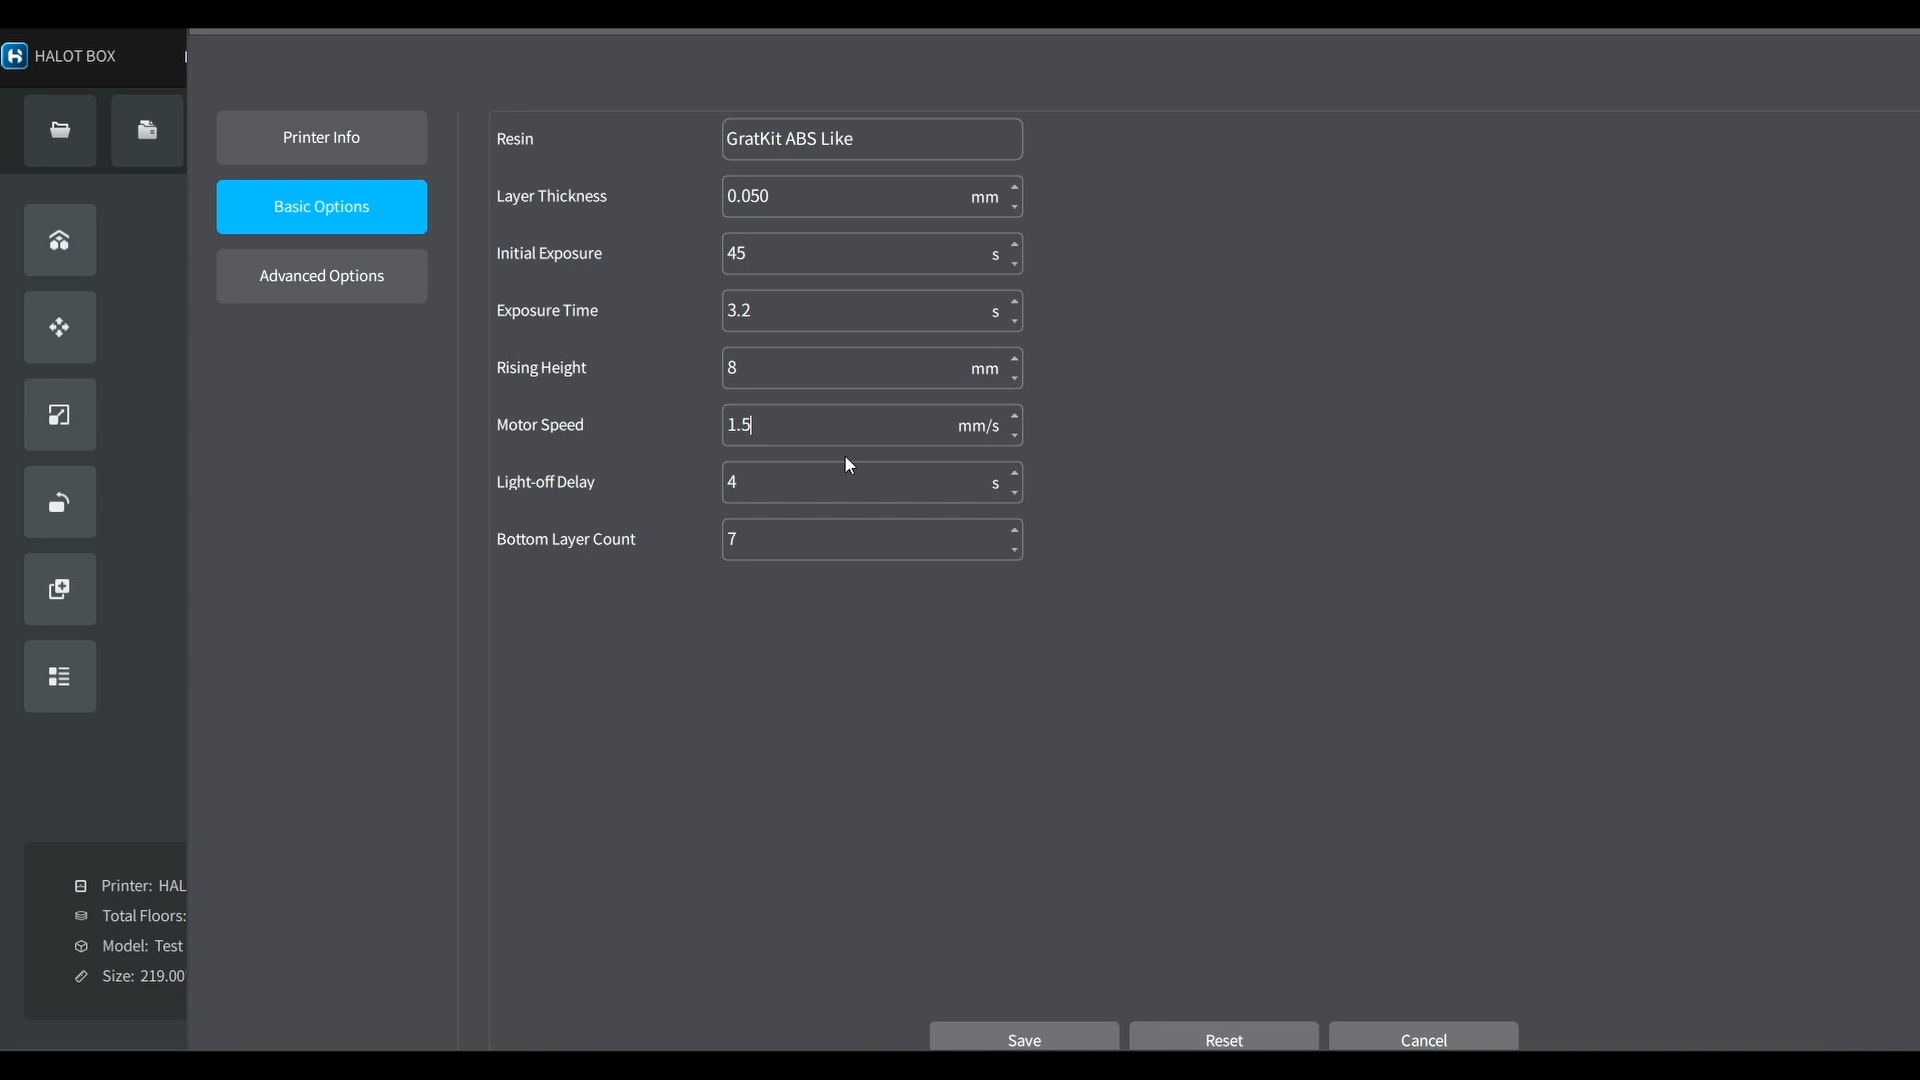 HALOT BOX
Printer Info
Basic Options
Advanced Options
Resin GratKit ABS Like
Layer Thickness 0.050 mm
Initial Exposure 45 s
Exposure Time 3.2 s
Rising Height 8 mm
Motor Speed 1.5 mm/s
Light-off Delay 4 s
Bottom Layer Count 7
Printer: HAL
Total Floors:
Model: Test
Size: 219.00
Save Reset Cancel